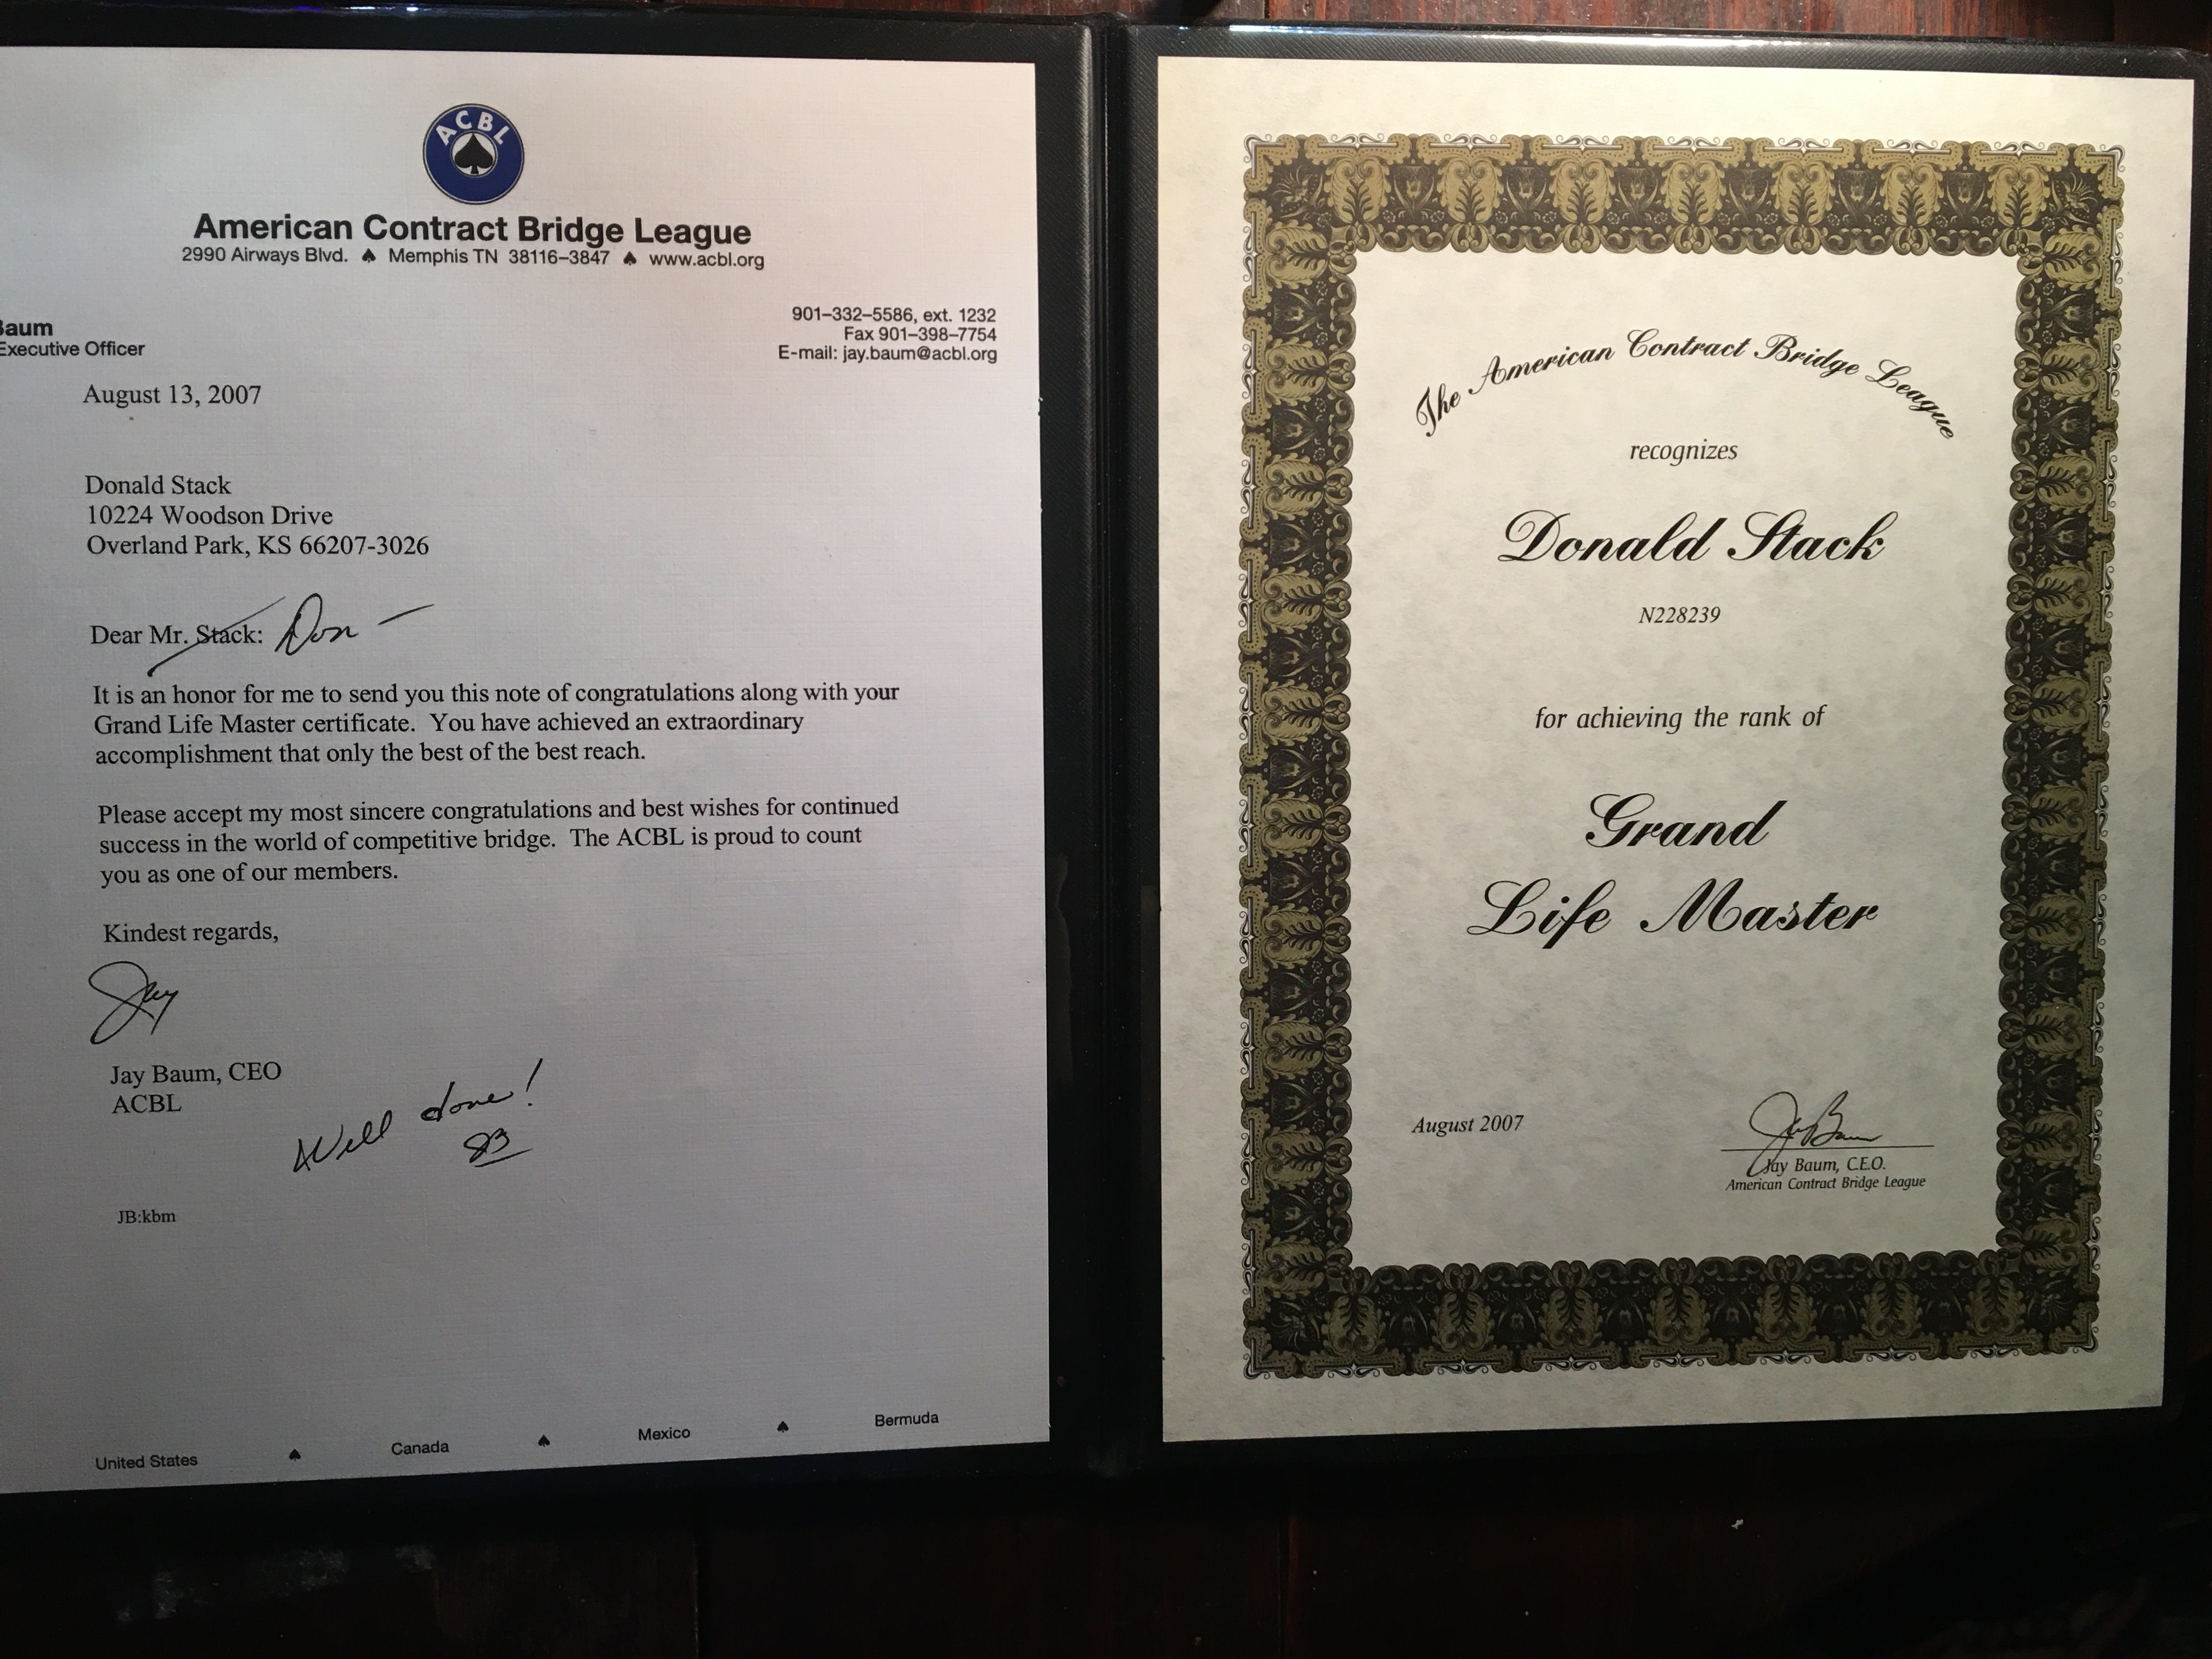 ACBL
American Contract Bridge League
2990 Airways Blvd. ♠ Memphis TN 38116–3847 ♠ www.acbl.org
Baum
Executive Officer
901–332–5586, ext. 1232
Fax 901–398–7754
E-mail: jay.baum@acbl.org
August 13, 2007
Donald Stack
10224 Woodson Drive
Overland Park, KS 66207-3026
Dear Mr. Stack: Don –
It is an honor for me to send you this note of congratulations along with your
Grand Life Master certificate. You have achieved an extraordinary
accomplishment that only the best of the best reach.
Please accept my most sincere congratulations and best wishes for continued
success in the world of competitive bridge. The ACBL is proud to count
you as one of our members.
Kindest regards,
Jay
Jay Baum, CEO
ACBL
Well done!
JB
JB:kbm
United States ♠ Canada ♠ Mexico ♠ Bermuda
The American Contract Bridge League
recognizes
Donald Stack
N228239
for achieving the rank of
Grand
Life Master
August 2007
Jay Baum
Jay Baum, C.E.O.
American Contract Bridge League